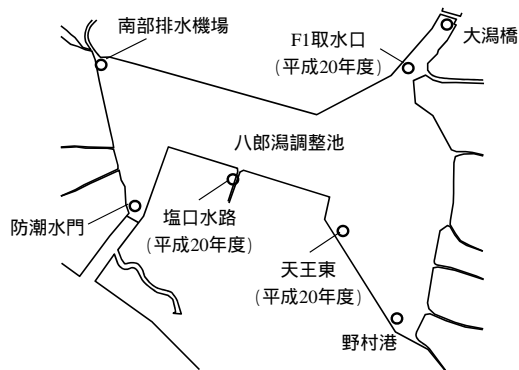 南部排水機場
F1取水口
(平成20年度)
大潟橋
八郎潟調整池
防潮水門
塩口水路
(平成20年度)
天王東
(平成20年度)
野村港